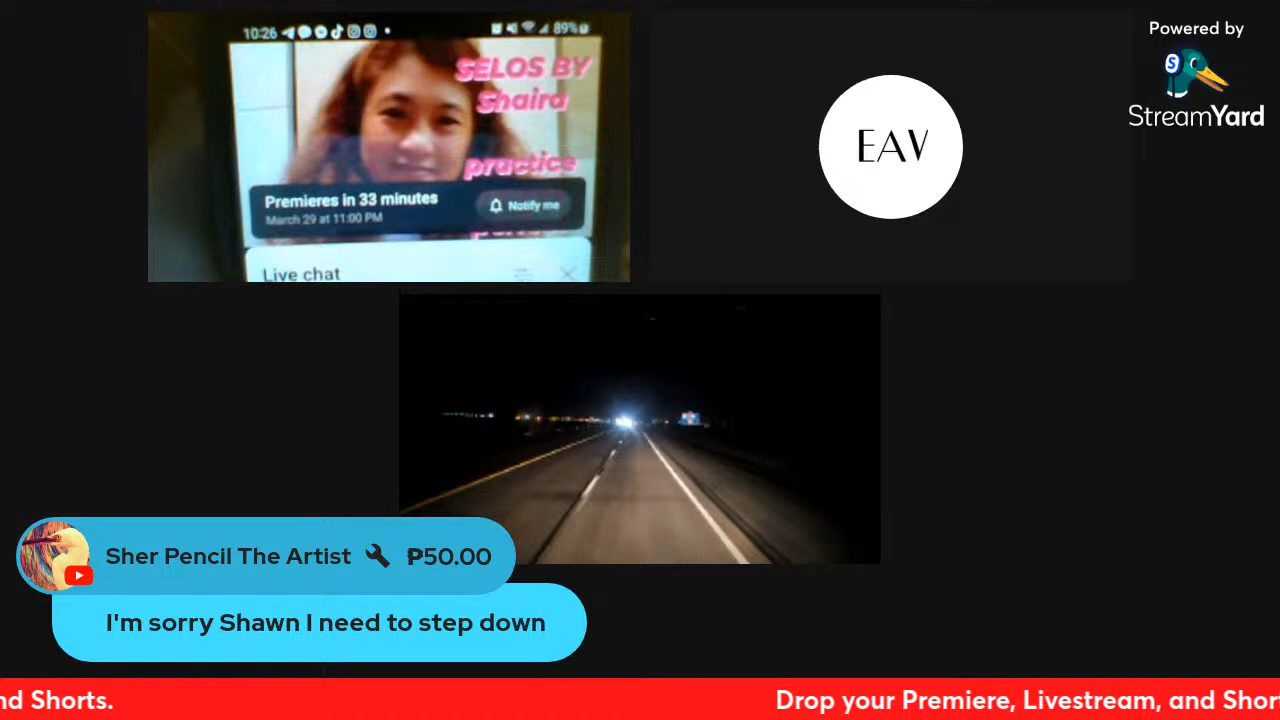 10:26
89%
SELOS BY
Shaira
practice
Premieres in 33 minutes
March 29 at 11:00 PM
Notify me
Live chat
EAV
Powered by
S
StreamYard
Sher Pencil The Artist ₱50.00
I'm sorry Shawn I need to step down
nd Shorts.
Drop your Premiere, Livestream, and Shor